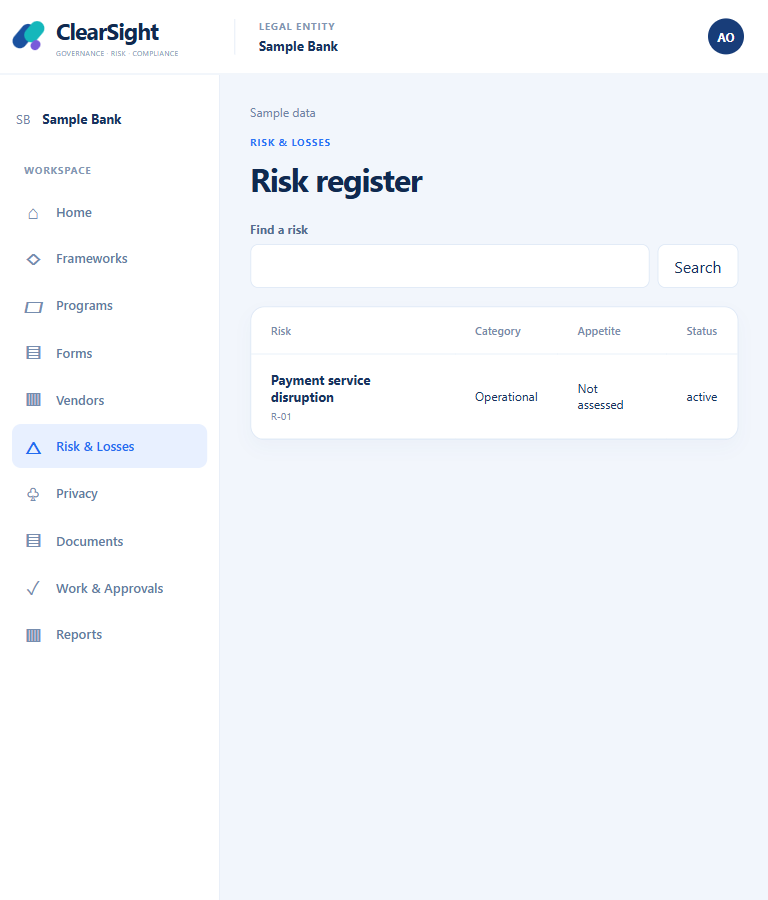 ClearSight
GOVERNANCE · RISK · COMPLIANCE
LEGAL ENTITY
Sample Bank
AO
SB Sample Bank
WORKSPACE
Home
Frameworks
Programs
Forms
Vendors
Risk & Losses
Privacy
Documents
Work & Approvals
Reports
Sample data
RISK & LOSSES
Risk register
Find a risk
Search
Risk Category Appetite Status
Payment service
disruption
R-01
Operational
Not
assessed
active